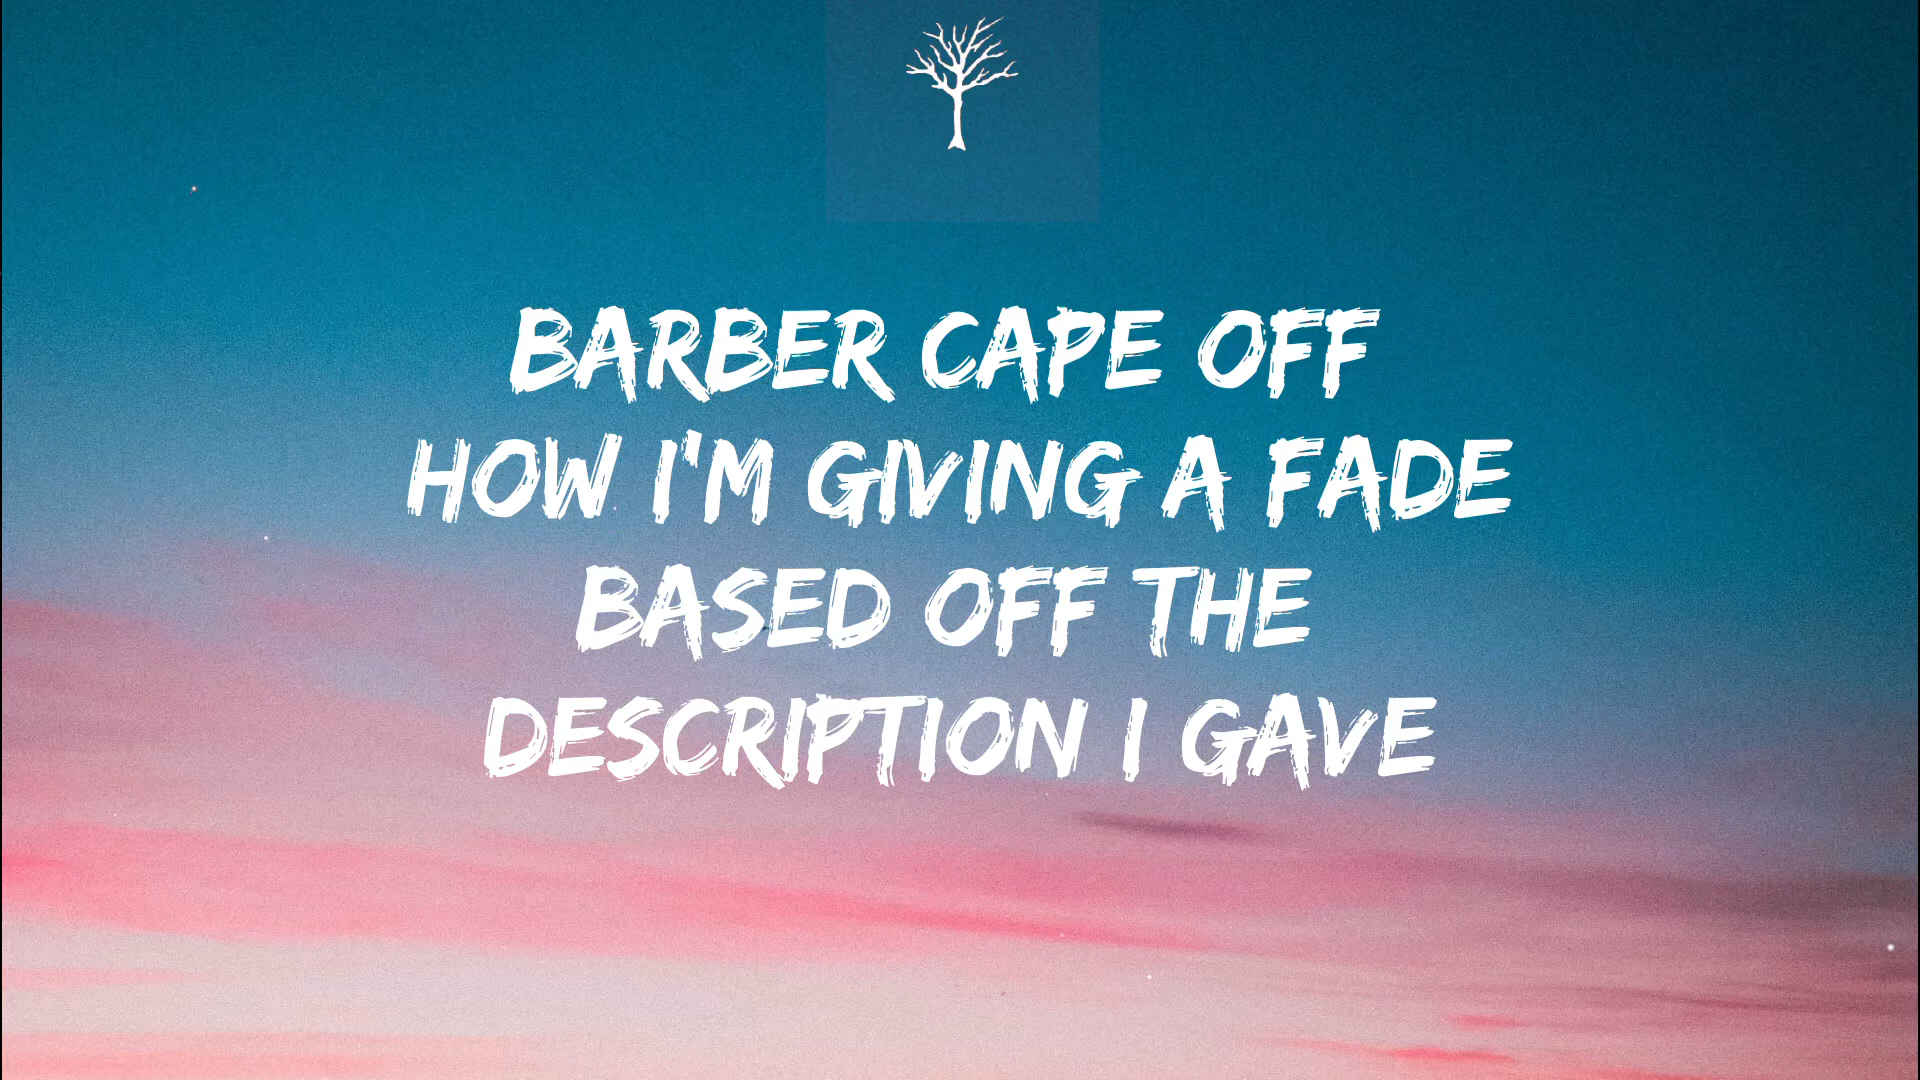 BARBER CAPE OFF
HOW I'M GIVING A FADE
BASED OFF THE
DESCRIPTION I GAVE